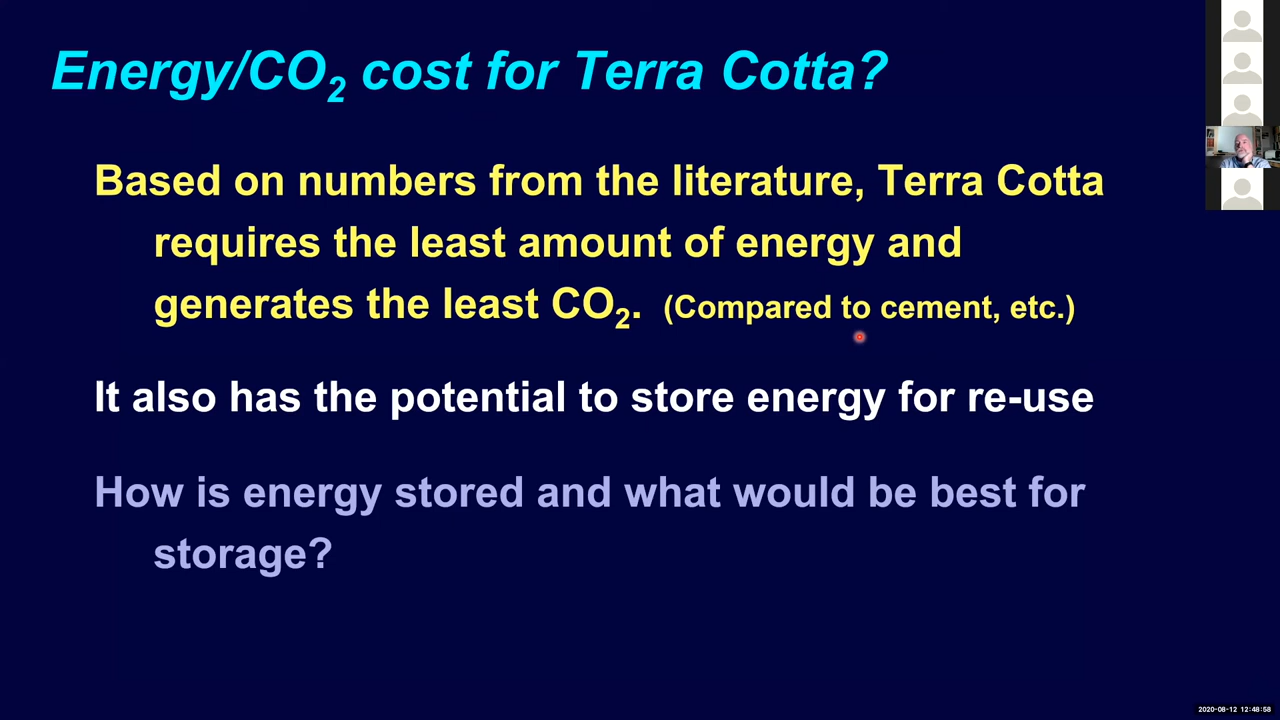 Energy/CO₂ cost for Terra Cotta?
Based on numbers from the literature, Terra Cotta
requires the least amount of energy and
generates the least CO₂. (Compared to cement, etc.)
It also has the potential to store energy for re-use
How is energy stored and what would be best for
storage?
2020-08-12 12:48:58